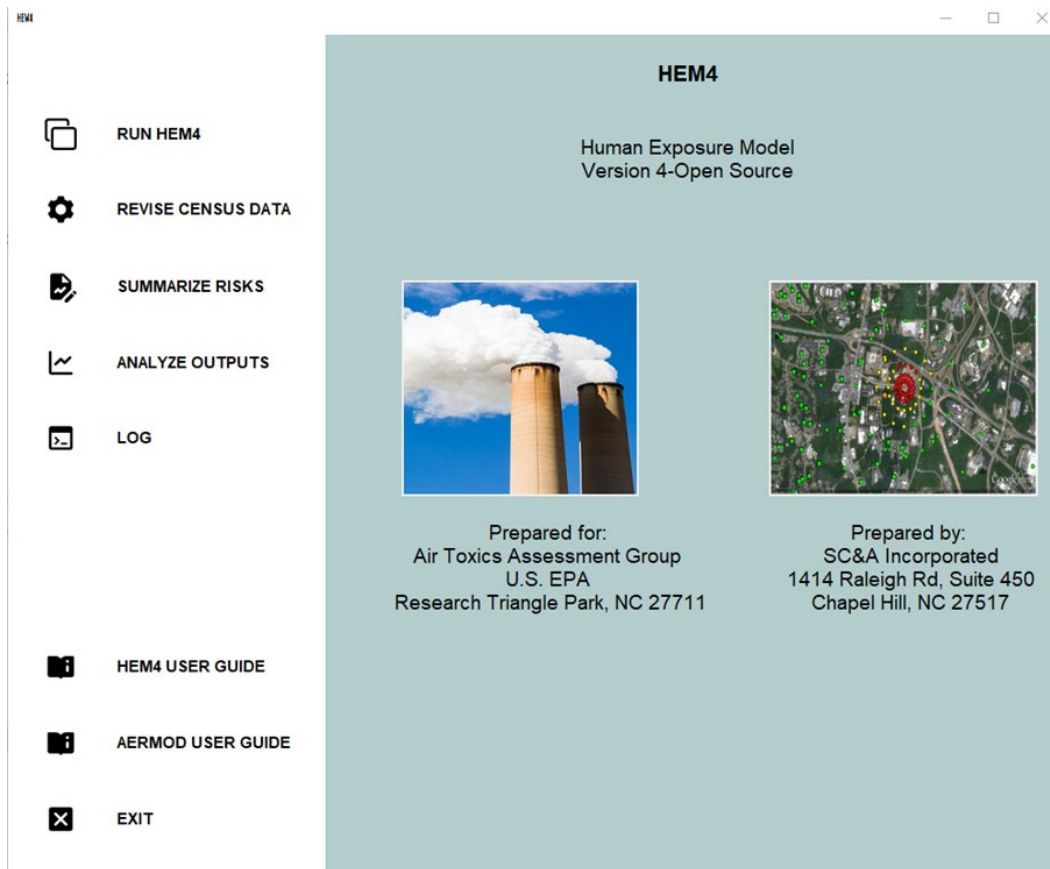 HEM4
RUN HEM4
REVISE CENSUS DATA
SUMMARIZE RISKS
ANALYZE OUTPUTS
LOG
HEM4 USER GUIDE
AERMOD USER GUIDE
EXIT
HEM4
Human Exposure Model
Version 4-Open Source
Prepared for:
Air Toxics Assessment Group
U.S. EPA
Research Triangle Park, NC 27711
Prepared by:
SC&A Incorporated
1414 Raleigh Rd, Suite 450
Chapel Hill, NC 27517